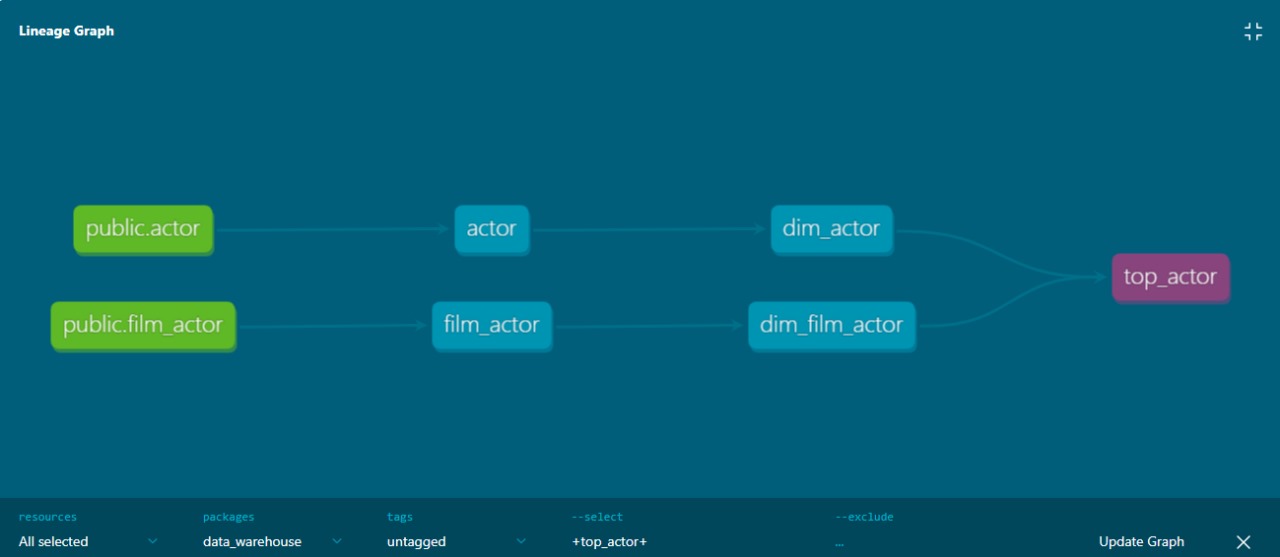 Lineage Graph
public.actor
actor
dim_actor
top_actor
public.film_actor
film_actor
dim_film_actor
resources
packages
tags
--select
--exclude
All selected
data_warehouse
untagged
+top_actor+
...
Update Graph